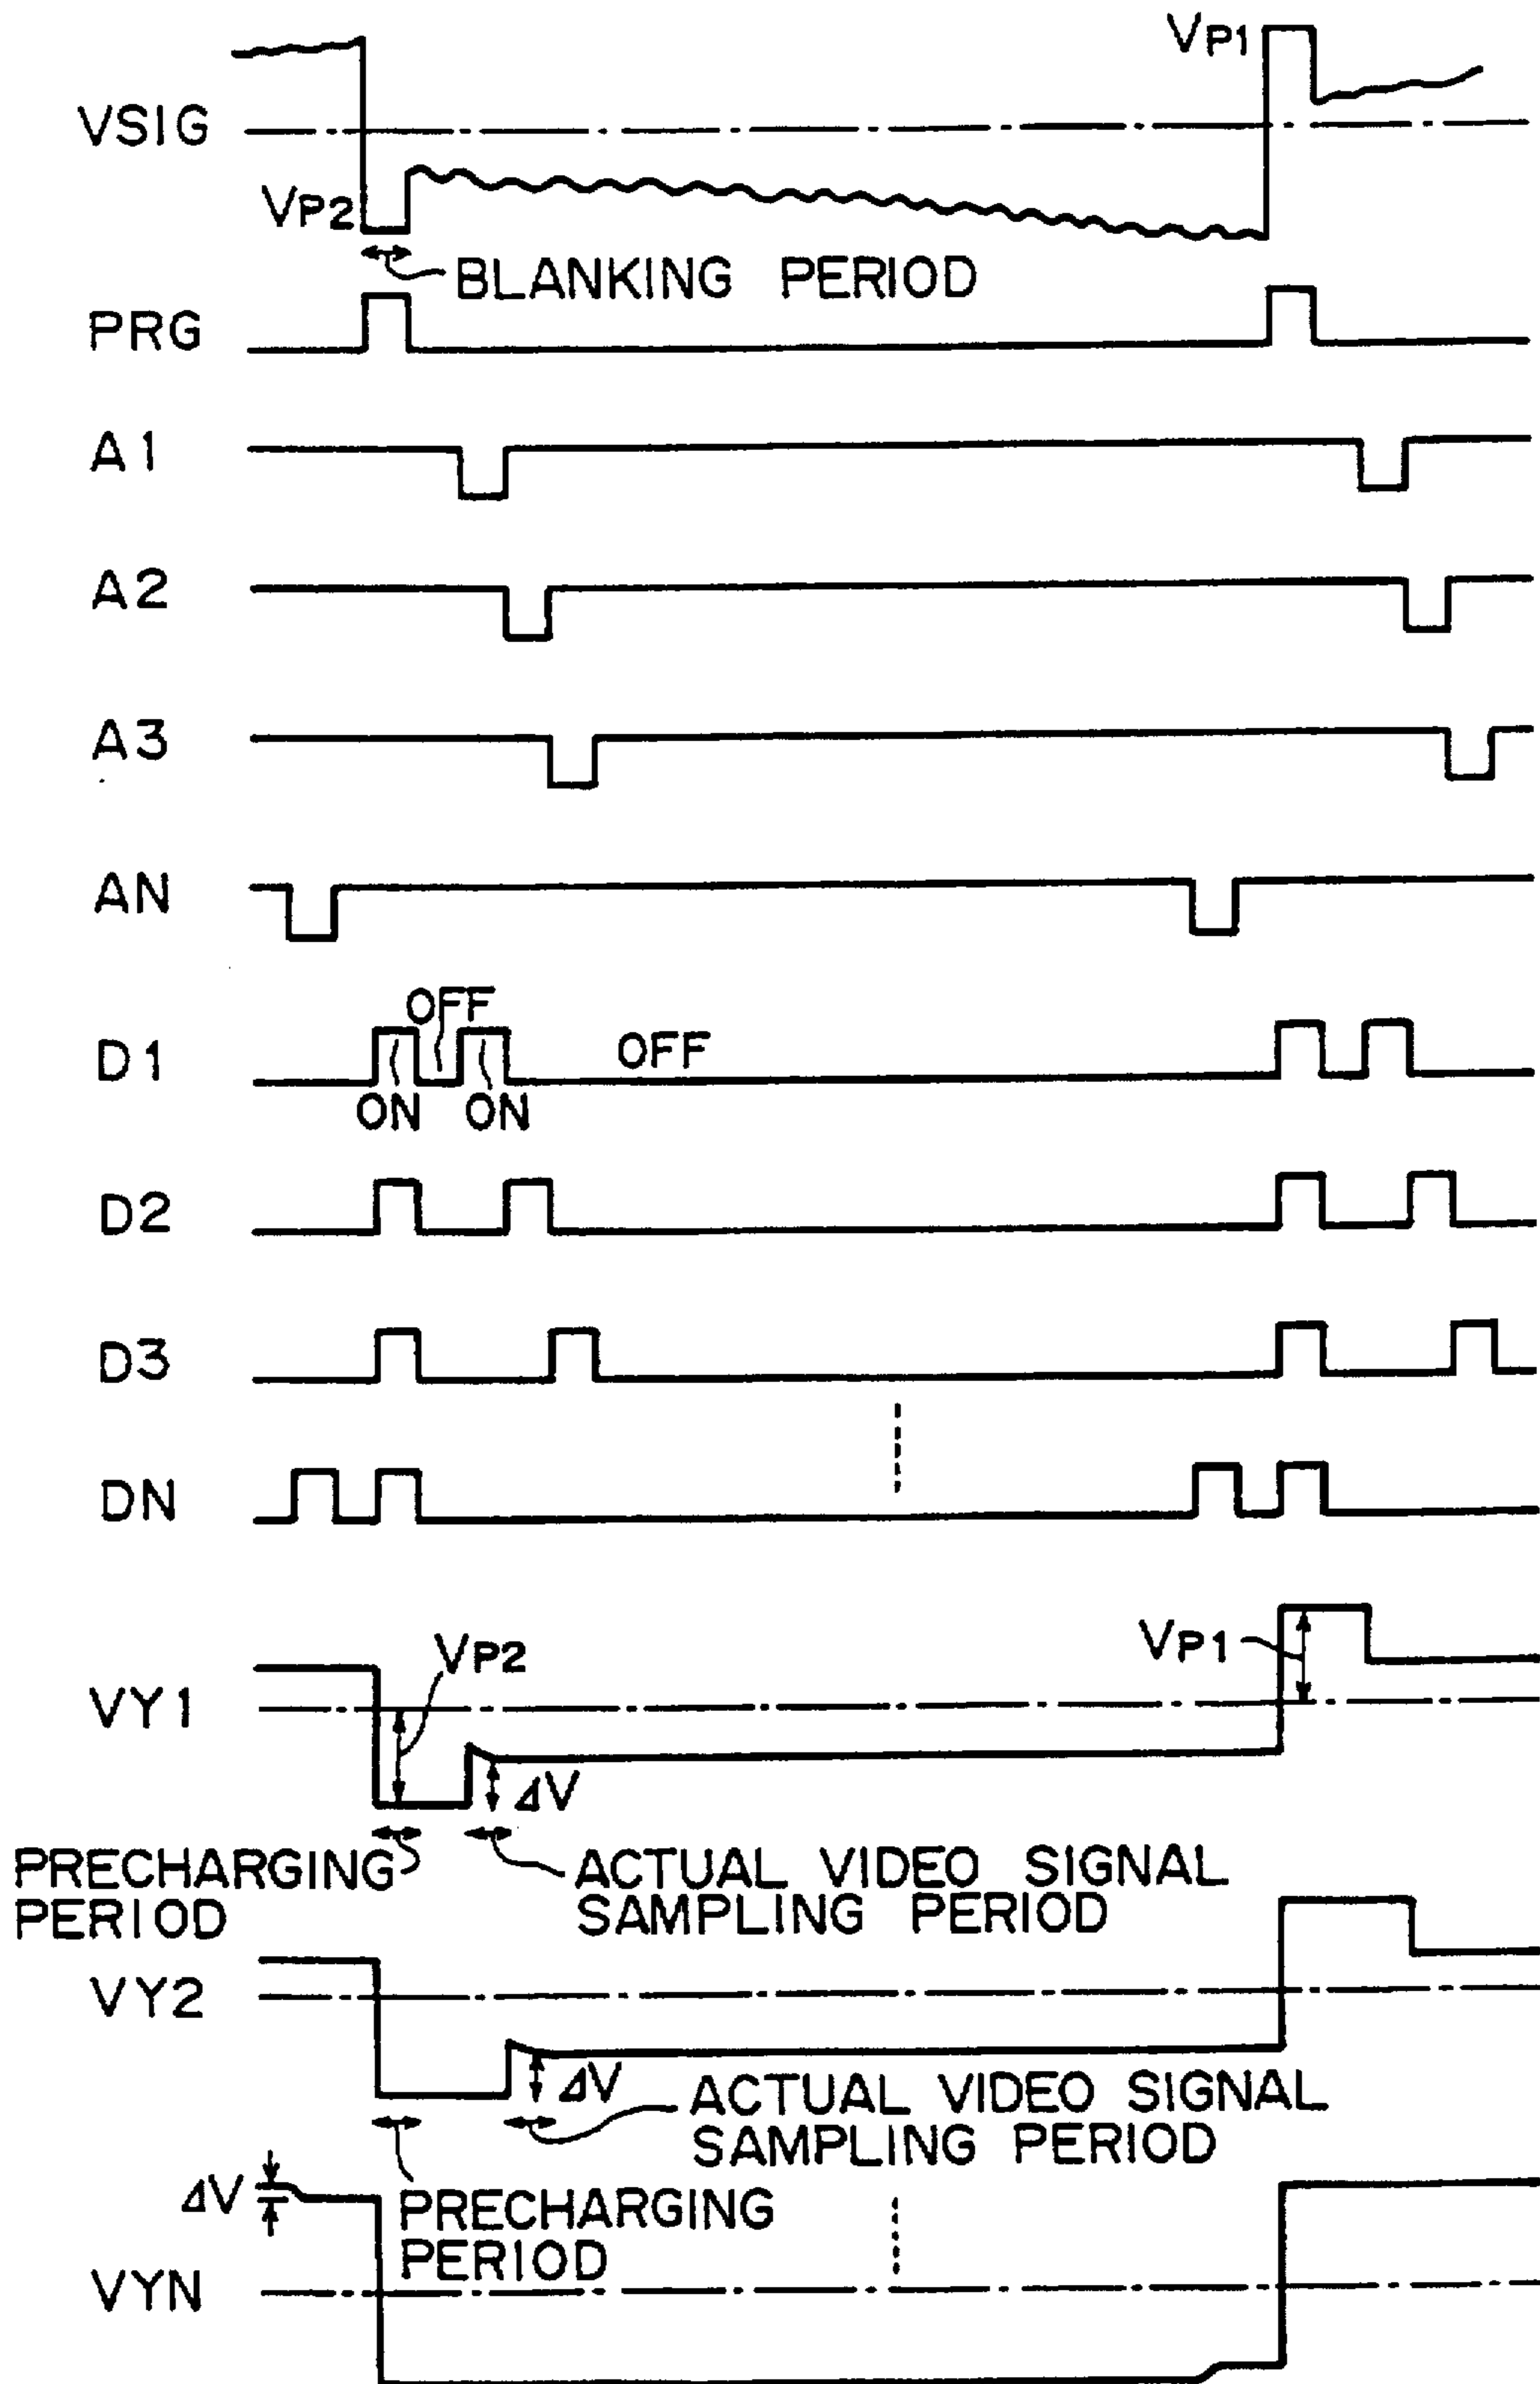 VP1
VSIG
VP2
BLANKING PERIOD
PRG
A1
A2
A3
AN
OFF
D1
OFF
ON
ON
D2
D3
DN
VP2
VP1
VY1
ΔV
PRECHARGING
PERIOD
ACTUAL VIDEO SIGNAL
SAMPLING PERIOD
VY2
ΔV
ACTUAL VIDEO SIGNAL
SAMPLING PERIOD
ΔV
PRECHARGING
PERIOD
VYN